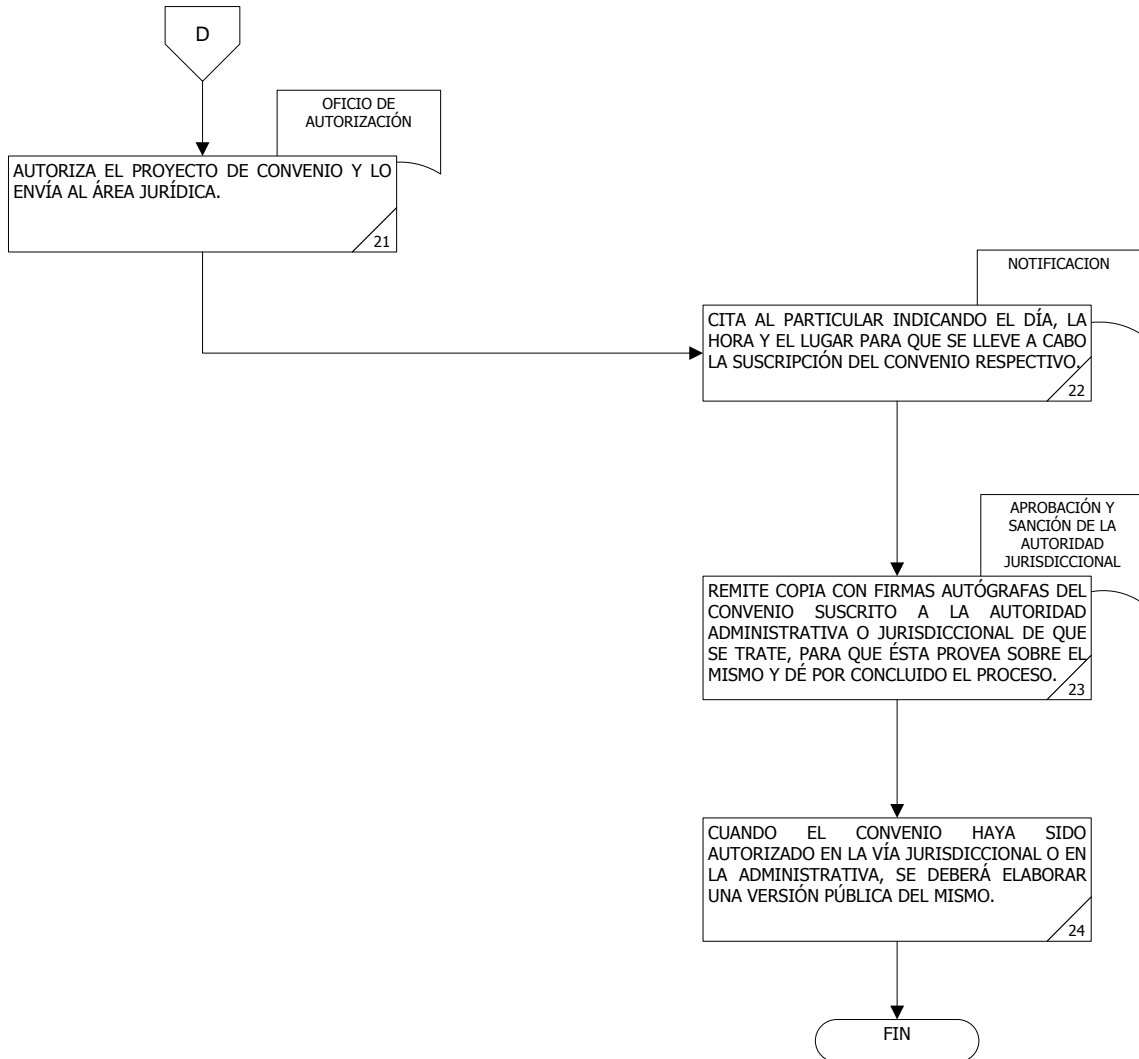 D
OFICIO DE
AUTORIZACIÓN
AUTORIZA EL PROYECTO DE CONVENIO Y LO
ENVÍA AL ÁREA JURÍDICA.
21
NOTIFICACION
CITA AL PARTICULAR INDICANDO EL DÍA, LA
HORA Y EL LUGAR PARA QUE SE LLEVE A CABO
LA SUSCRIPCIÓN DEL CONVENIO RESPECTIVO.
22
APROBACIÓN Y
SANCIÓN DE LA
AUTORIDAD
JURISDICCIONAL
REMITE COPIA CON FIRMAS AUTÓGRAFAS DEL
CONVENIO SUSCRITO A LA AUTORIDAD
ADMINISTRATIVA O JURISDICCIONAL DE QUE
SE TRATE, PARA QUE ÉSTA PROVEA SOBRE EL
MISMO Y DÉ POR CONCLUIDO EL PROCESO.
23
CUANDO EL CONVENIO HAYA SIDO
AUTORIZADO EN LA VÍA JURISDICCIONAL O EN
LA ADMINISTRATIVA, SE DEBERÁ ELABORAR
UNA VERSIÓN PÚBLICA DEL MISMO.
24
FIN